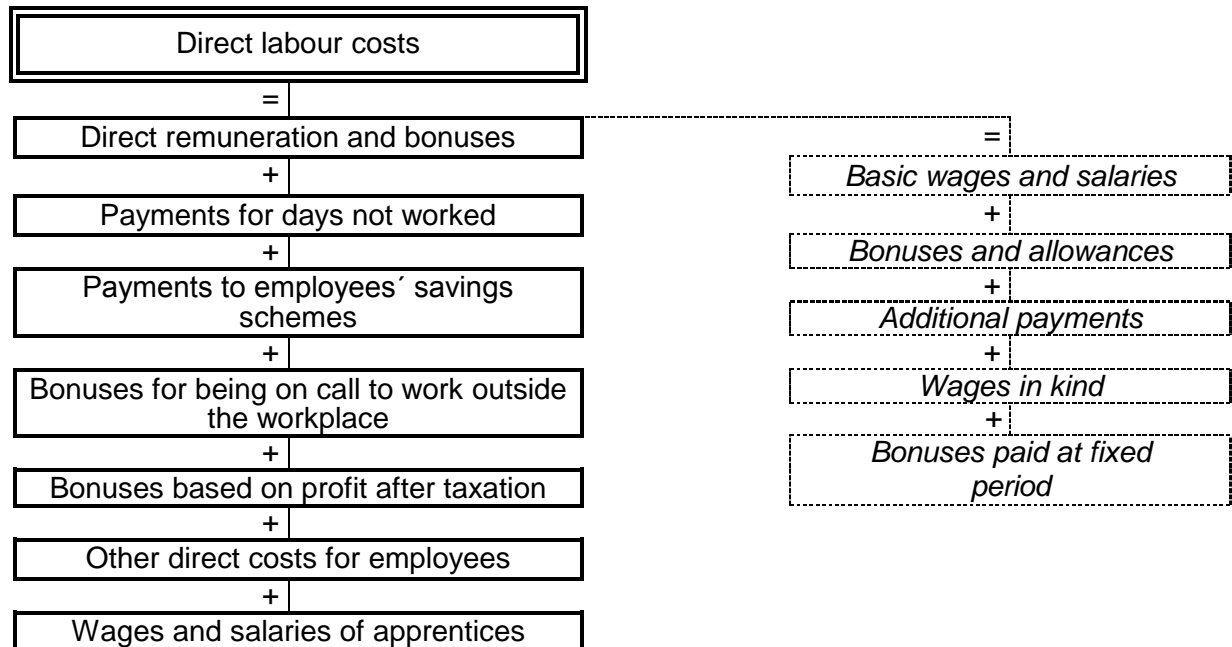 Direct labour costs
=
Direct remuneration and bonuses
+
Payments for days not worked
+
Payments to employees´ savings
schemes
+
Bonuses for being on call to work outside
the workplace
+
Bonuses based on profit after taxation
+
Other direct costs for employees
+
Wages and salaries of apprentices
=
Basic wages and salaries
+
Bonuses and allowances
+
Additional payments
+
Wages in kind
+
Bonuses paid at fixed
period